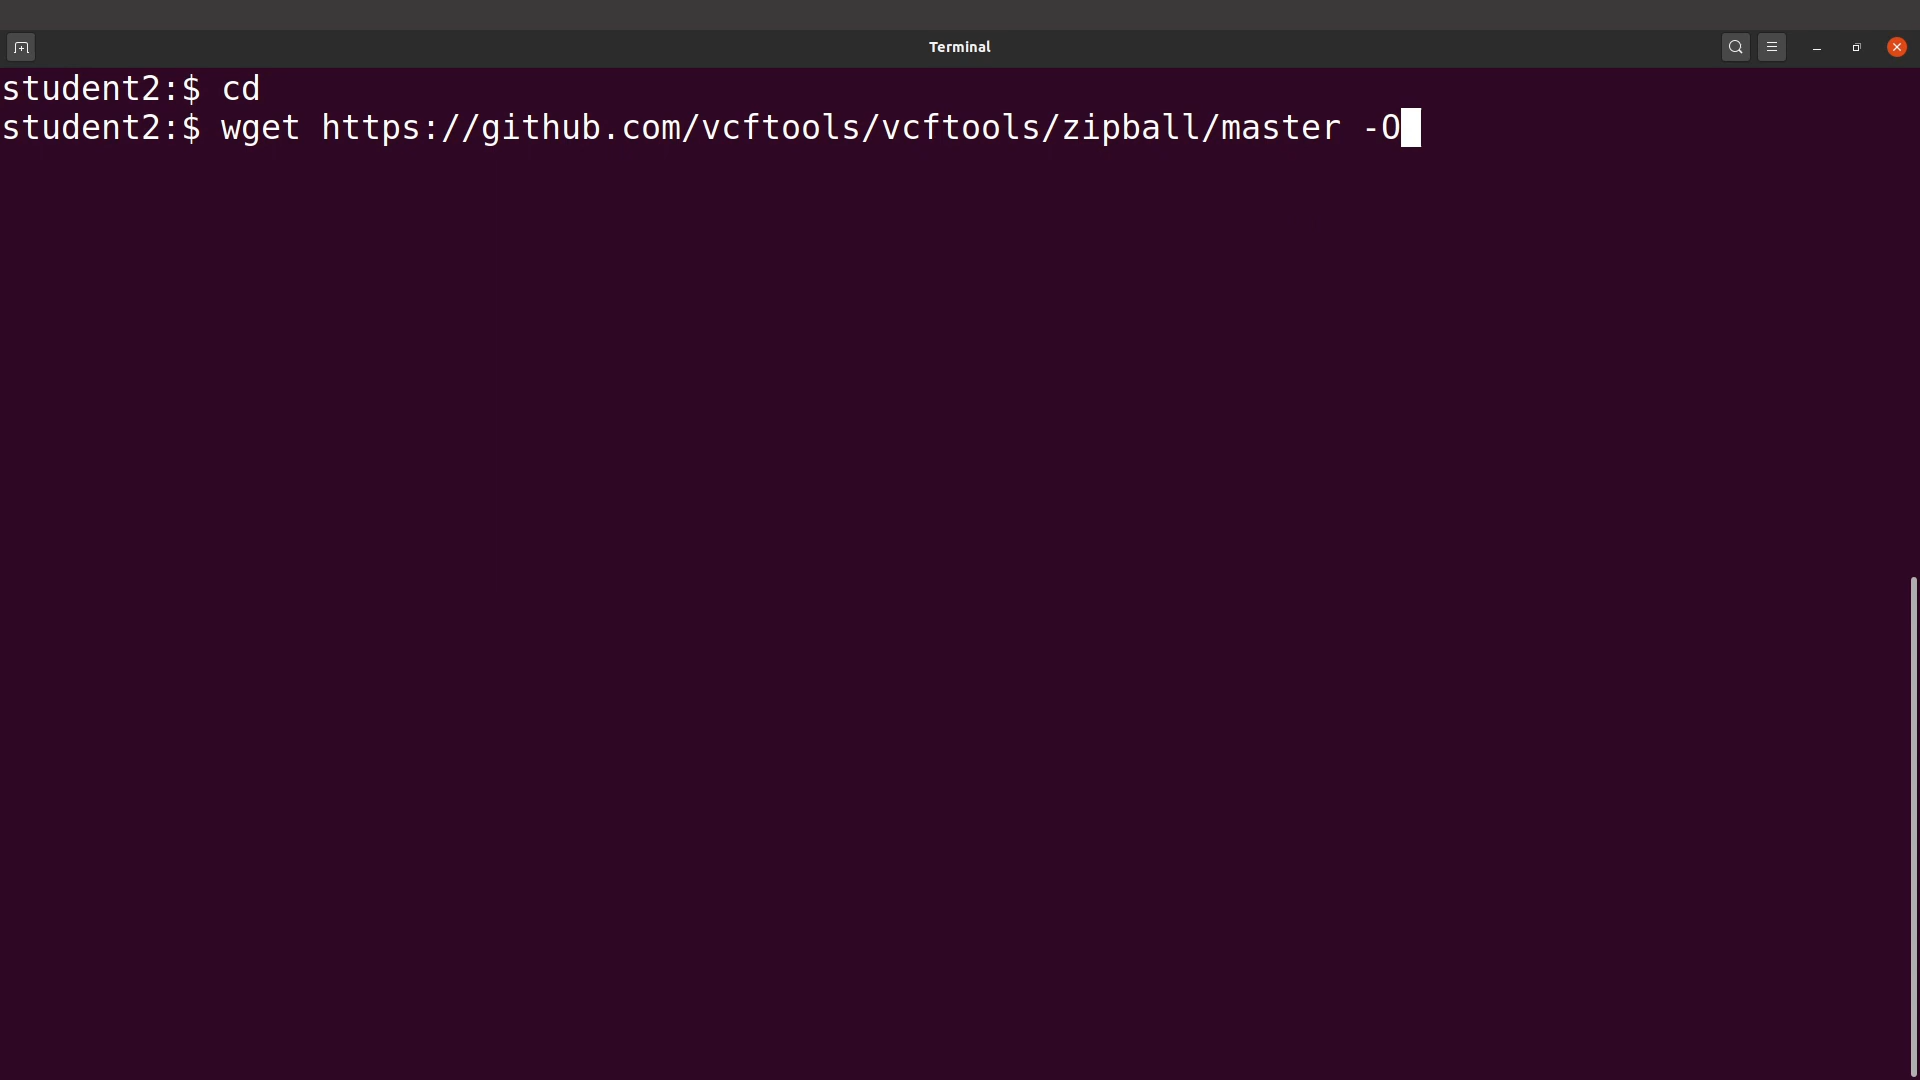 Terminal
student2:$ cd
student2:$ wget https://github.com/vcftools/vcftools/zipball/master -O